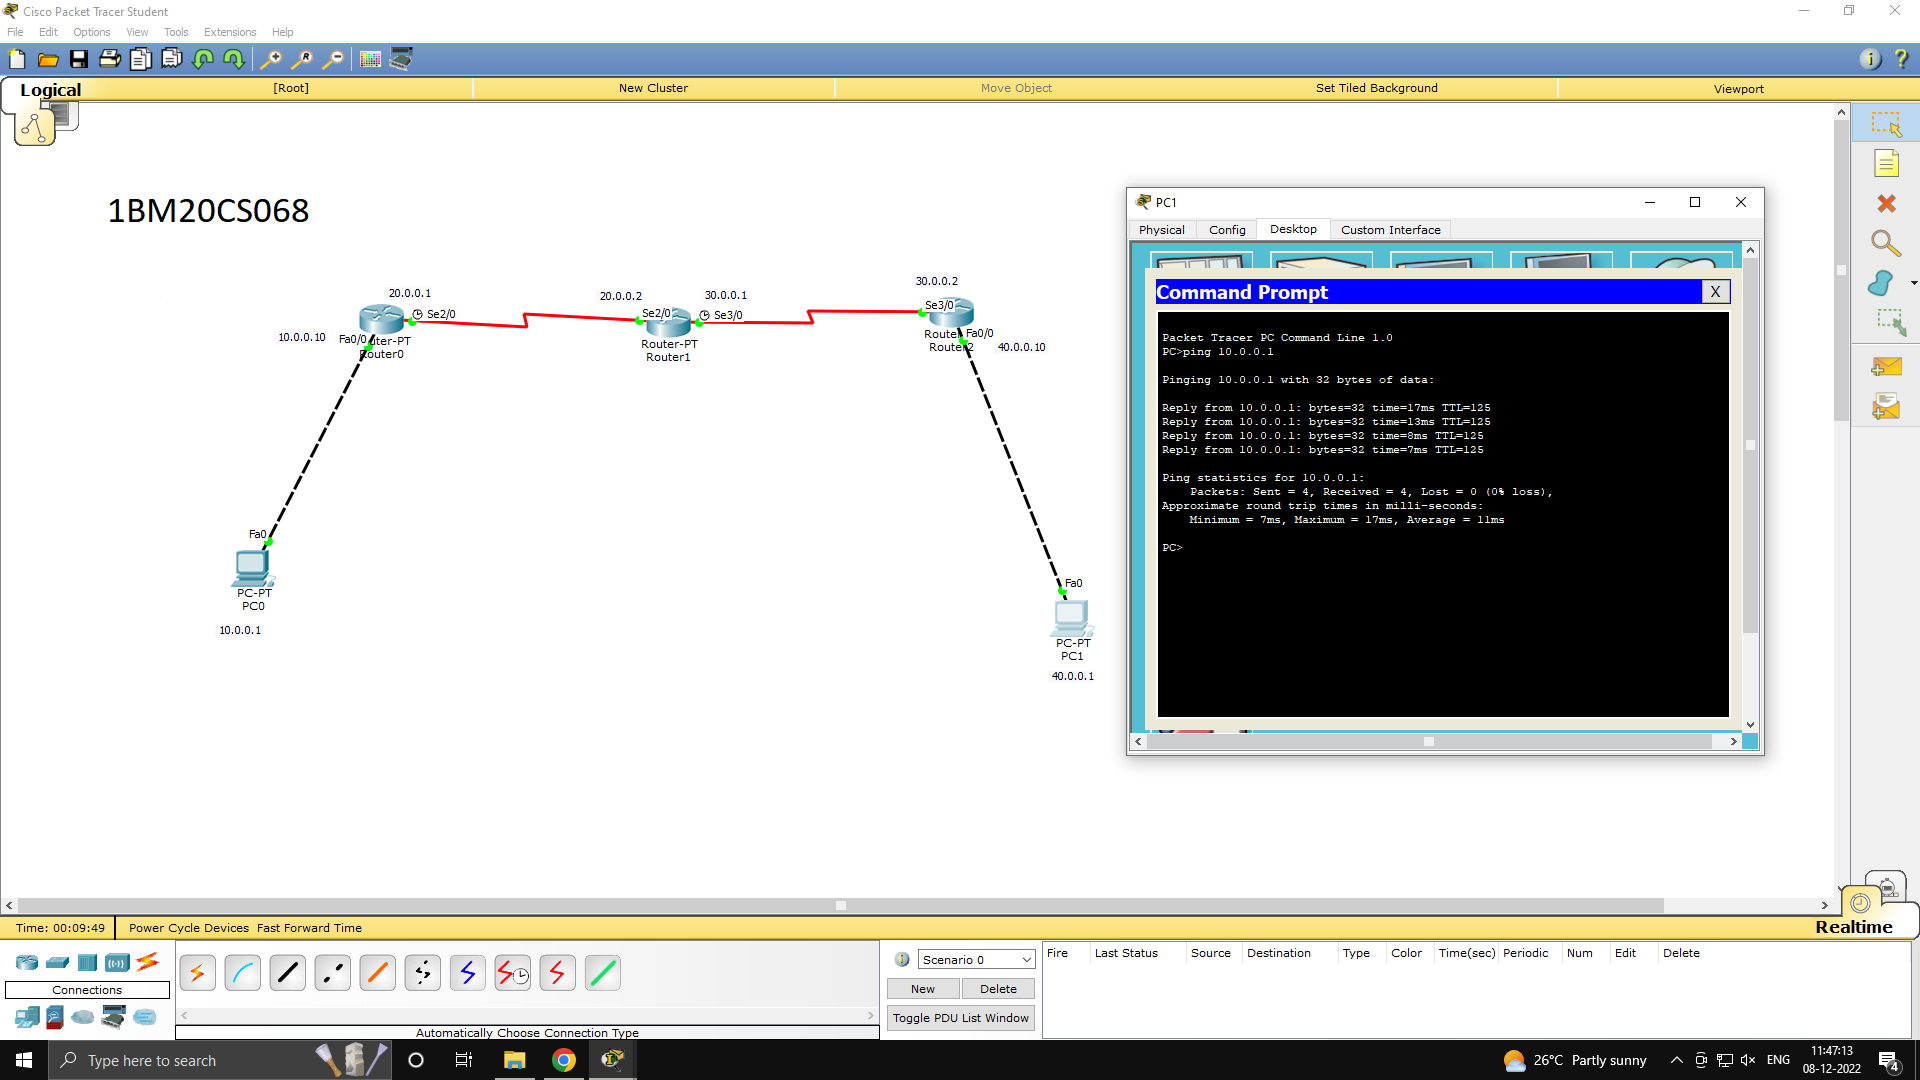 Cisco Packet Tracer Student
File Edit Options View Tools Extensions Help
Logical [Root] New Cluster Move Object Set Tiled Background Viewport
1BM20CS068
20.0.0.1
Se2/0
10.0.0.10
Fa0/0
uter-PT
Router0
20.0.0.2
30.0.0.1
Se2/0
Se3/0
Router-PT
Router1
30.0.0.2
Se3/0
Router
Fa0/0
Router2
40.0.0.10
Fa0
PC-PT
PC0
10.0.0.1
Fa0
PC-PT
PC1
40.0.0.1
PC1
Physical Config Desktop Custom Interface
Command Prompt X
Packet Tracer PC Command Line 1.0
PC>ping 10.0.0.1
Pinging 10.0.0.1 with 32 bytes of data:
Reply from 10.0.0.1: bytes=32 time=17ms TTL=125
Reply from 10.0.0.1: bytes=32 time=13ms TTL=125
Reply from 10.0.0.1: bytes=32 time=8ms TTL=125
Reply from 10.0.0.1: bytes=32 time=7ms TTL=125
Ping statistics for 10.0.0.1:
Packets: Sent = 4, Received = 4, Lost = 0 (0% loss),
Approximate round trip times in milli-seconds:
Minimum = 7ms, Maximum = 17ms, Average = 11ms
PC>
Time: 00:09:49 Power Cycle Devices Fast Forward Time
Realtime
Connections
Automatically Choose Connection Type
Scenario 0
New Delete
Toggle PDU List Window
Fire Last Status Source Destination Type Color Time(sec) Periodic Num Edit Delete
Type here to search
26°C Partly sunny
ENG
11:47:13
08-12-2022
4